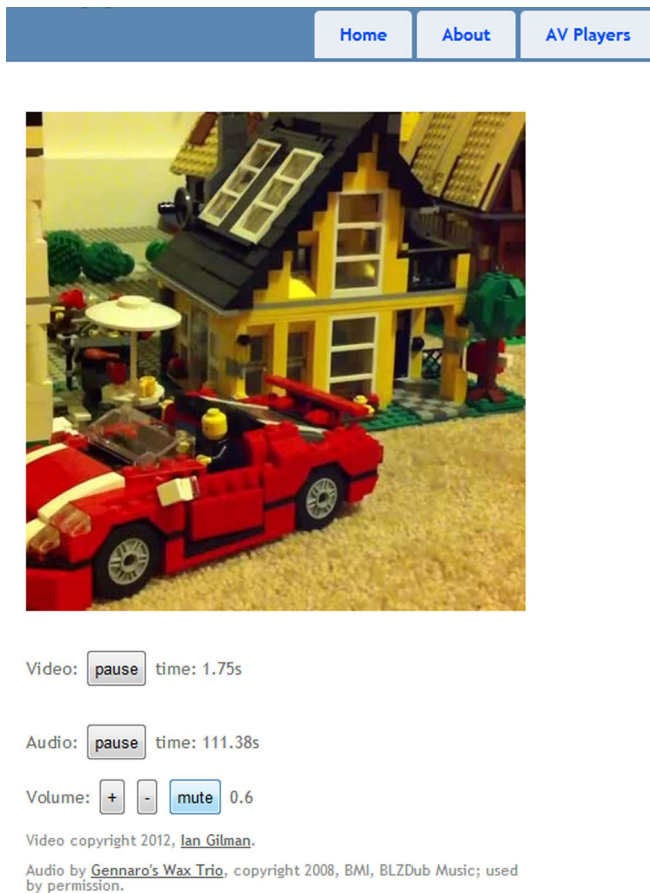 Home About AV Players
Video: pause time: 1.75s
Audio: pause time: 111.38s
Volume: + - mute 0.6
Video copyright 2012, Ian Gilman.
Audio by Gennaro's Wax Trio, copyright 2008, BMI, BLZDub Music; used
by permission.